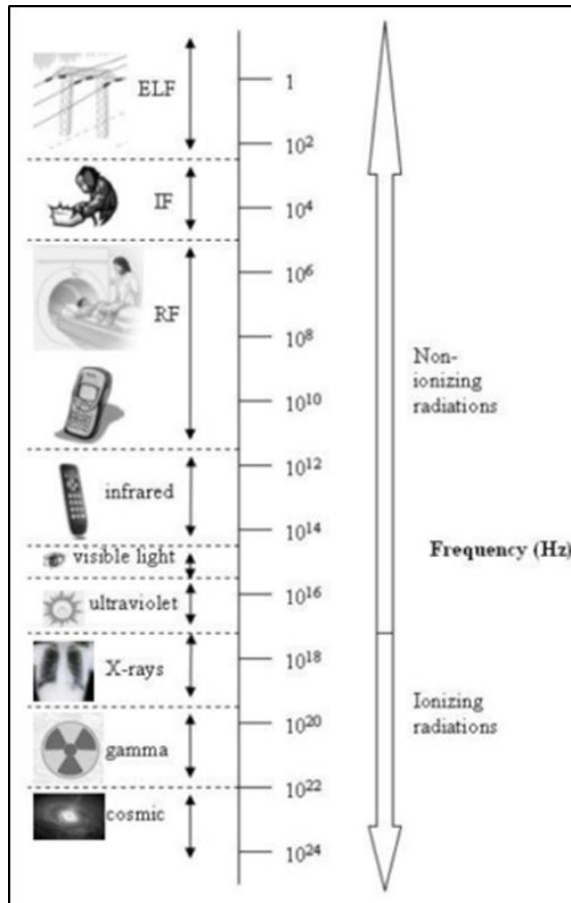 ELF
1
10²
IF
10⁴
RF
10⁶
10⁸
Non-
ionizing
radiations
10¹⁰
10¹²
infrared
10¹⁴
Frequency (Hz)
visible light
10¹⁶
ultraviolet
10¹⁸
X-rays
Ionizing
radiations
10²⁰
gamma
10²²
cosmic
10²⁴